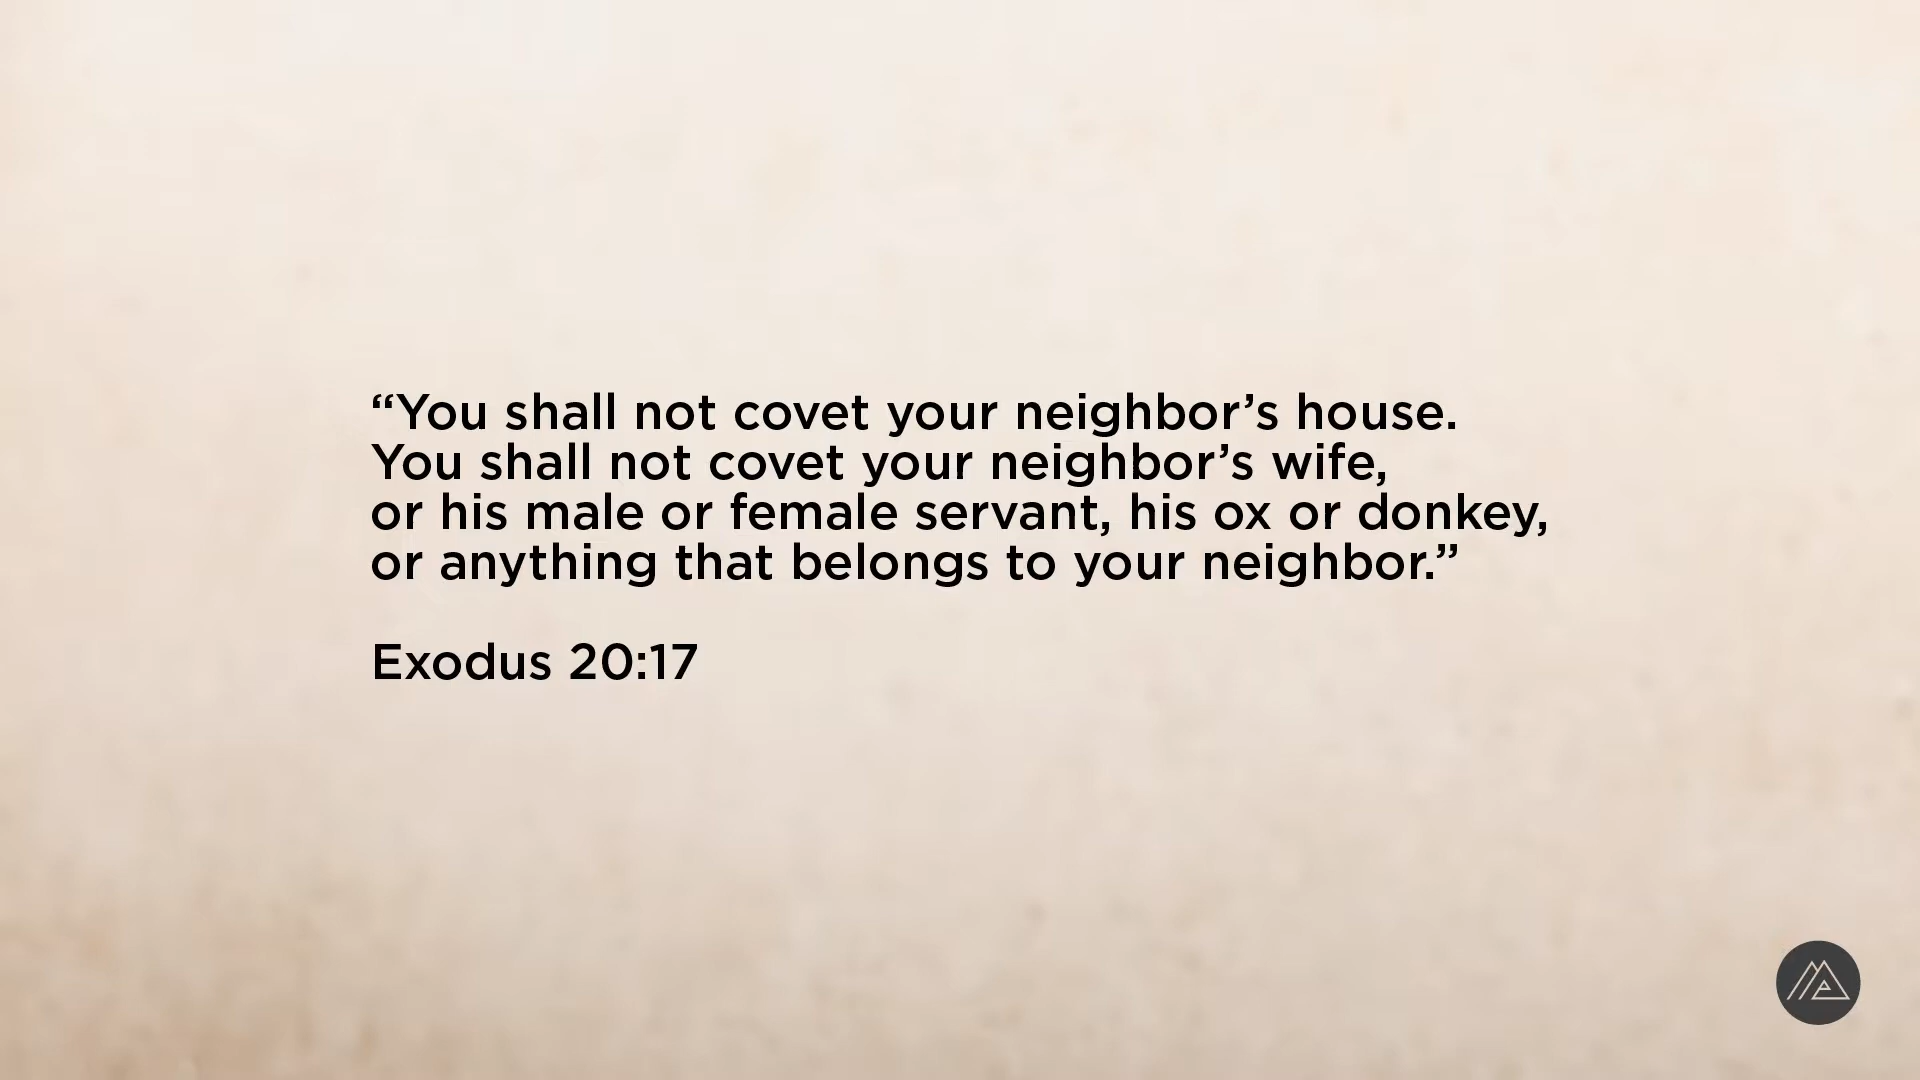 “You shall not covet your neighbor’s house.
You shall not covet your neighbor’s wife,
or his male or female servant, his ox or donkey,
or anything that belongs to your neighbor.”
Exodus 20:17